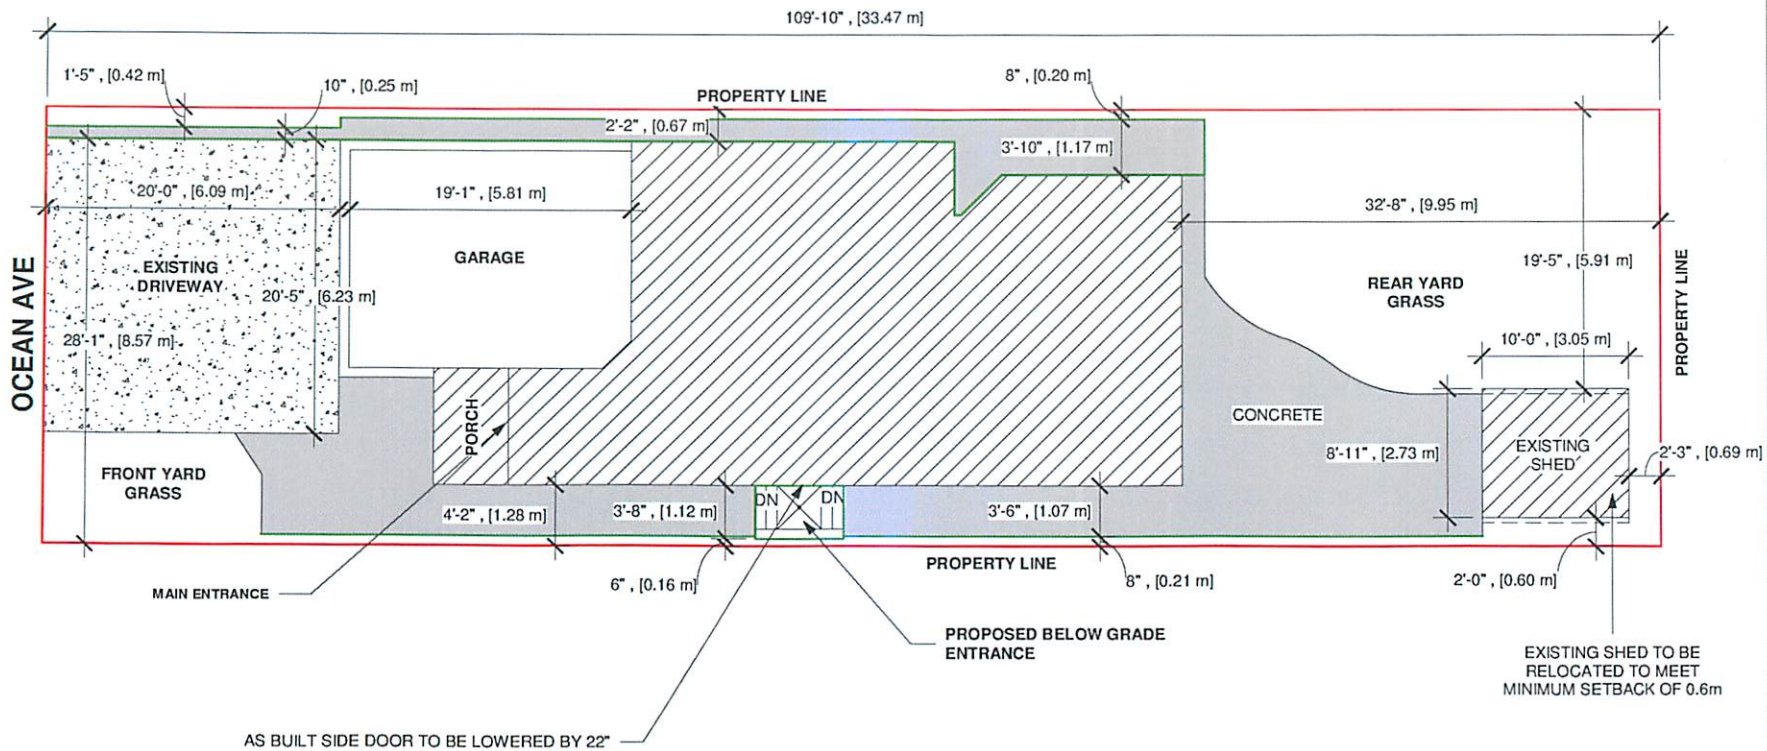 109'-10" , [33.47 m]
1'-5" , [0.42 m]
10" , [0.25 m]
8" , [0.20 m]
PROPERTY LINE
2'-2" , [0.67 m]
3'-10" , [1.17 m]
20'-0" , [6.09 m]
19'-1" , [5.81 m]
32'-8" , [9.95 m]
OCEAN AVE
EXISTING
DRIVEWAY
GARAGE
20'-5" , [6.23 m]
28'-1" , [8.57 m]
19'-5" , [5.91 m]
REAR YARD
GRASS
PROPERTY LINE
10'-0" , [3.05 m]
PORCH
CONCRETE
FRONT YARD
GRASS
8'-11" , [2.73 m]
EXISTING
SHED
2'-3" , [0.69 m]
DN
DN
4'-2" , [1.28 m]
3'-8" , [1.12 m]
3'-6" , [1.07 m]
PROPERTY LINE
6" , [0.16 m]
8" , [0.21 m]
2'-0" , [0.60 m]
MAIN ENTRANCE
PROPOSED BELOW GRADE
ENTRANCE
EXISTING SHED TO BE
RELOCATED TO MEET
MINIMUM SETBACK OF 0.6m
AS BUILT SIDE DOOR TO BE LOWERED BY 22"